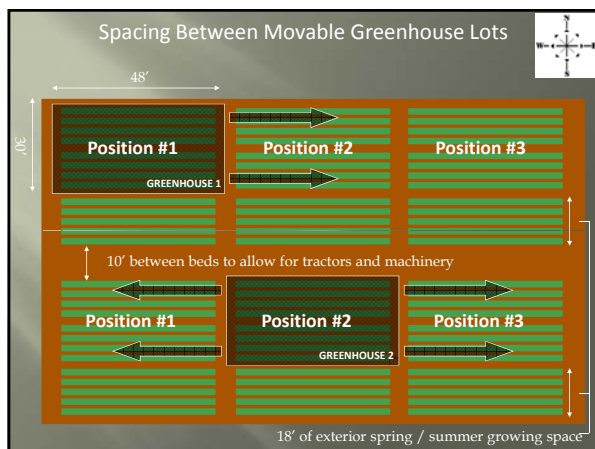 Spacing Between Movable Greenhouse Lots
N
W
E
S
48'
30'
Position #1
Position #2
Position #3
GREENHOUSE 1
10' between beds to allow for tractors and machinery
Position #1
Position #2
Position #3
GREENHOUSE 2
18' of exterior spring / summer growing space